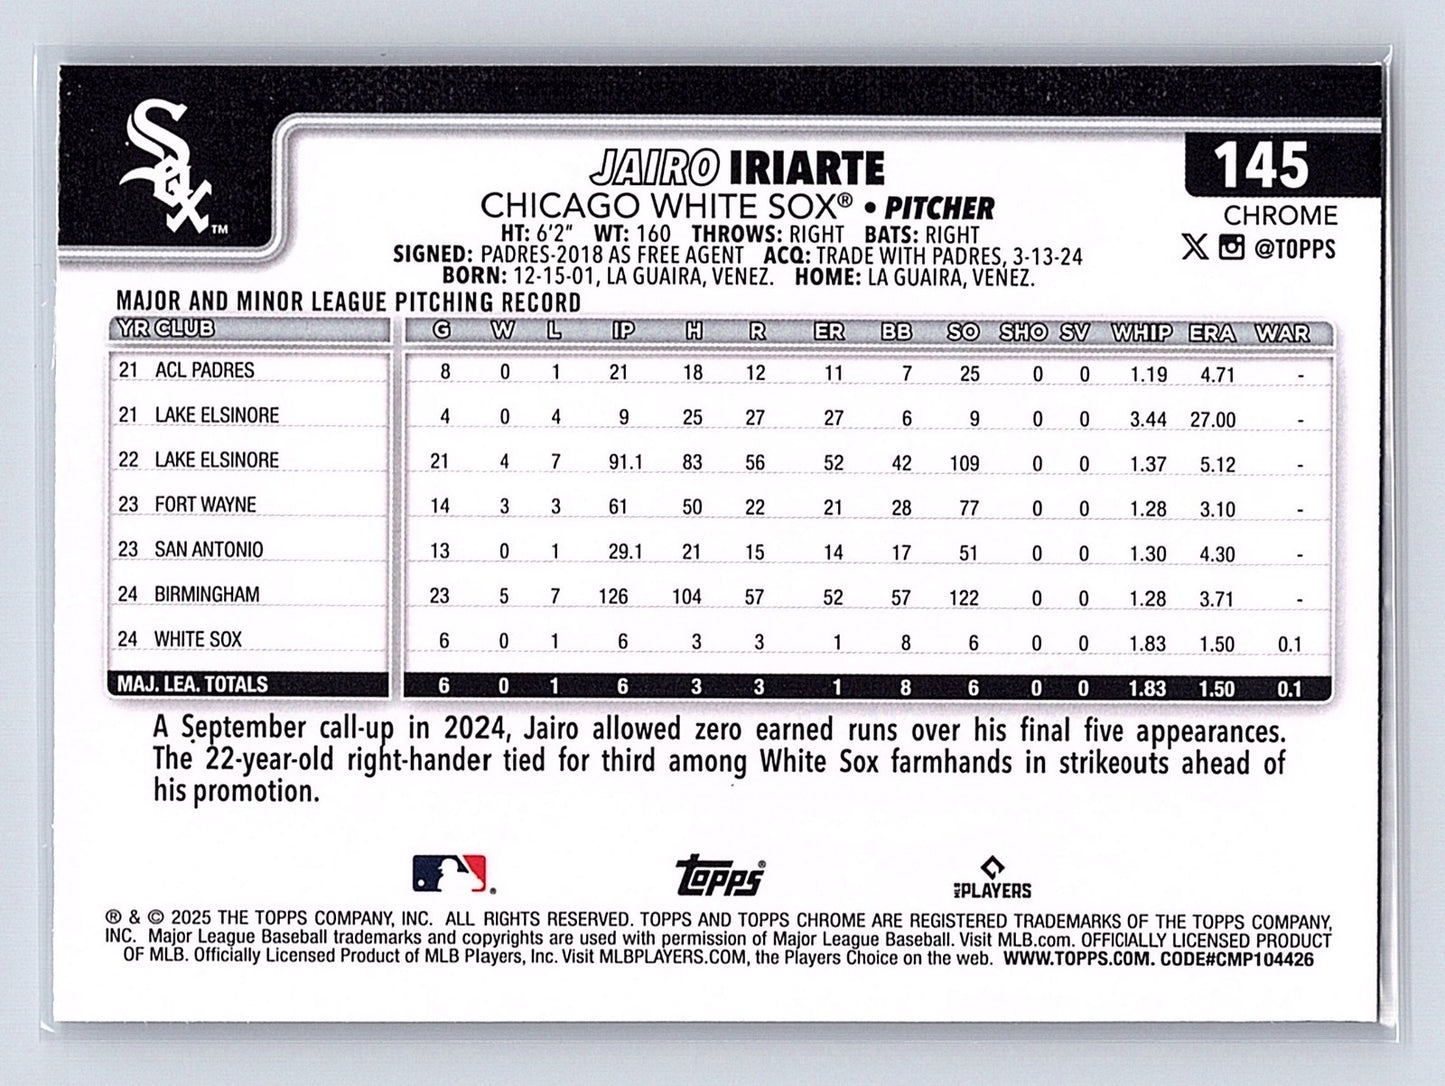 Sox™
145
JAIRO IRIARTE
CHICAGO WHITE SOX® • PITCHER
CHROME
HT: 6'2" WT: 160 THROWS: RIGHT BATS: RIGHT
@TOPPS
SIGNED: PADRES-2018 AS FREE AGENT ACQ: TRADE WITH PADRES, 3-13-24
BORN: 12-15-01, LA GUAIRA, VENEZ. HOME: LA GUAIRA, VENEZ.
MAJOR AND MINOR LEAGUE PITCHING RECORD
YR CLUB G W L IP H R ER BB SO SHO SV WHIP ERA WAR
21 ACL PADRES 8 0 1 21 18 12 11 7 25 0 0 1.19 4.71 -
21 LAKE ELSINORE 4 0 4 9 25 27 27 6 9 0 0 3.44 27.00 -
22 LAKE ELSINORE 21 4 7 91.1 83 56 52 42 109 0 0 1.37 5.12 -
23 FORT WAYNE 14 3 3 61 50 22 21 28 77 0 0 1.28 3.10 -
23 SAN ANTONIO 13 0 1 29.1 21 15 14 17 51 0 0 1.30 4.30 -
24 BIRMINGHAM 23 5 7 126 104 57 52 57 122 0 0 1.28 3.71 -
24 WHITE SOX 6 0 1 6 3 3 1 8 6 0 0 1.83 1.50 0.1
MAJ. LEA. TOTALS 6 0 1 6 3 3 1 8 6 0 0 1.83 1.50 0.1
A September call-up in 2024, Jairo allowed zero earned runs over his final five appearances.
The 22-year-old right-hander tied for third among White Sox farmhands in strikeouts ahead of
his promotion.
Topps®
MLB PLAYERS
® & © 2025 THE TOPPS COMPANY, INC. ALL RIGHTS RESERVED. TOPPS AND TOPPS CHROME ARE REGISTERED TRADEMARKS OF THE TOPPS COMPANY,
INC. Major League Baseball trademarks and copyrights are used with permission of Major League Baseball. Visit MLB.com. OFFICIALLY LICENSED PRODUCT
OF MLB. Officially Licensed Product of MLB Players, Inc. Visit MLBPLAYERS.COM, the Players Choice on the web. WWW.TOPPS.COM. CODE#CMP104426